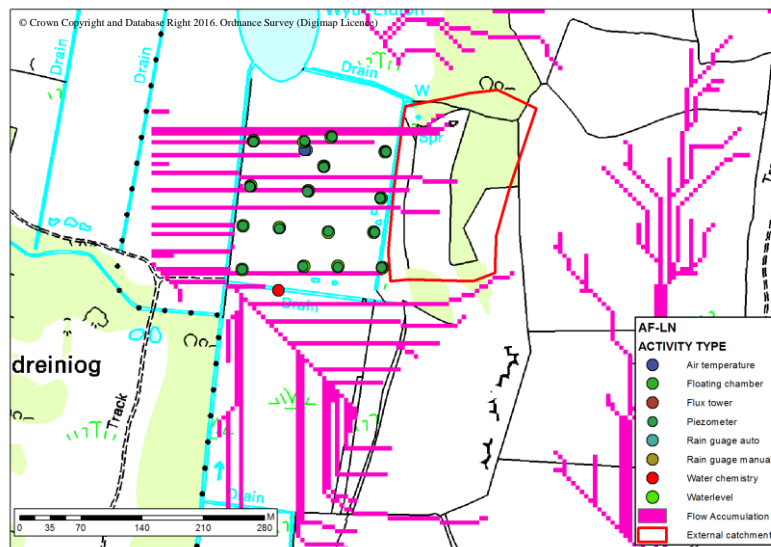 © Crown Copyright and Database Right 2016. Ordnance Survey (Digimap Licence)
Drain
Drain
Drain
W
Spr
Drain
dreiniog
Track
Drain
AF-LN
ACTIVITY TYPE
Air temperature
Floating chamber
Flux tower
Piezometer
Rain guage auto
Rain guage manual
Water chemistry
Waterlevel
Flow Accumulation
External catchment
M
0 35 70 140 210 280